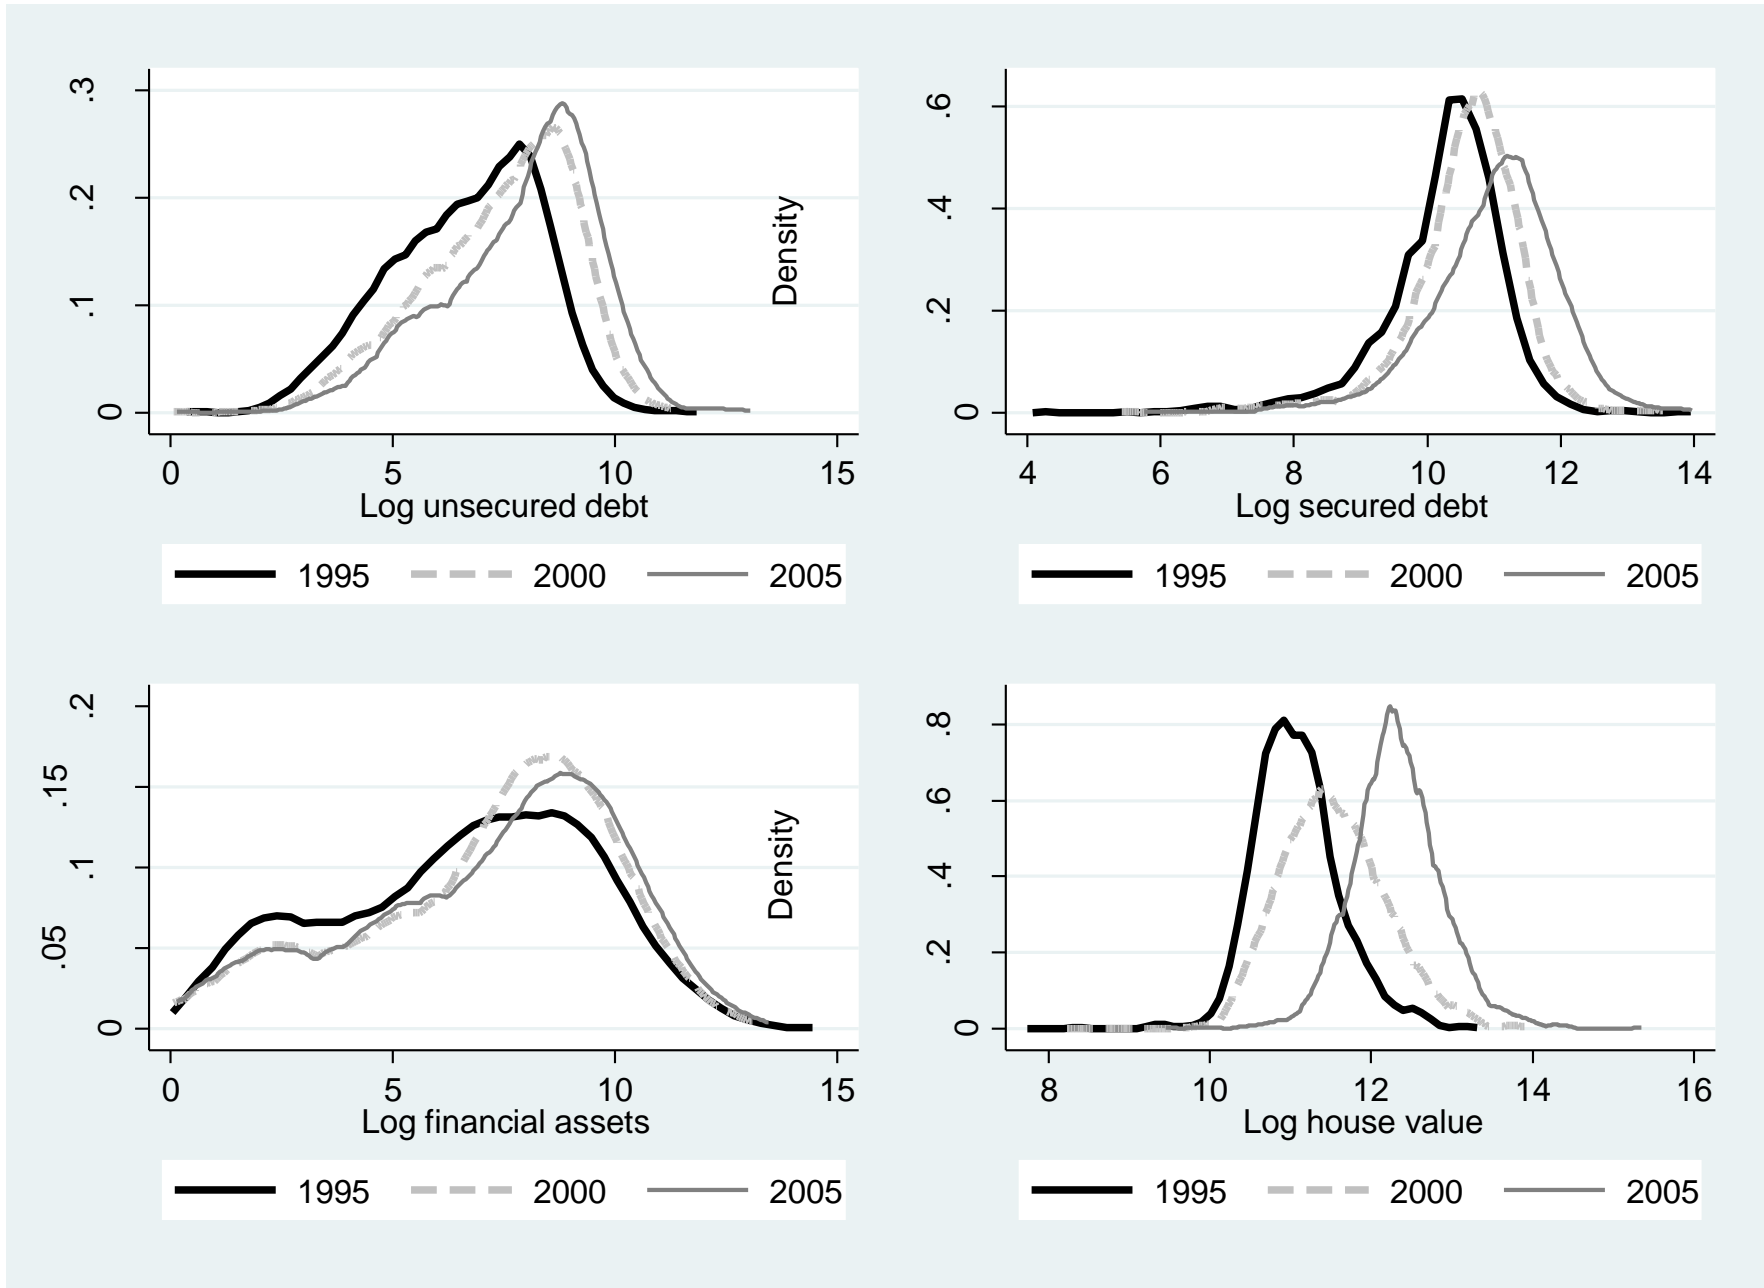 .3
.2
.1
0
0 5 10 15
Log unsecured debt
1995 2000 2005
Density
.6
.4
.2
0
4 6 8 10 12 14
Log secured debt
1995 2000 2005
.2
.15
.1
.05
0
0 5 10 15
Log financial assets
1995 2000 2005
Density
.8
.6
.4
.2
0
8 10 12 14 16
Log house value
1995 2000 2005